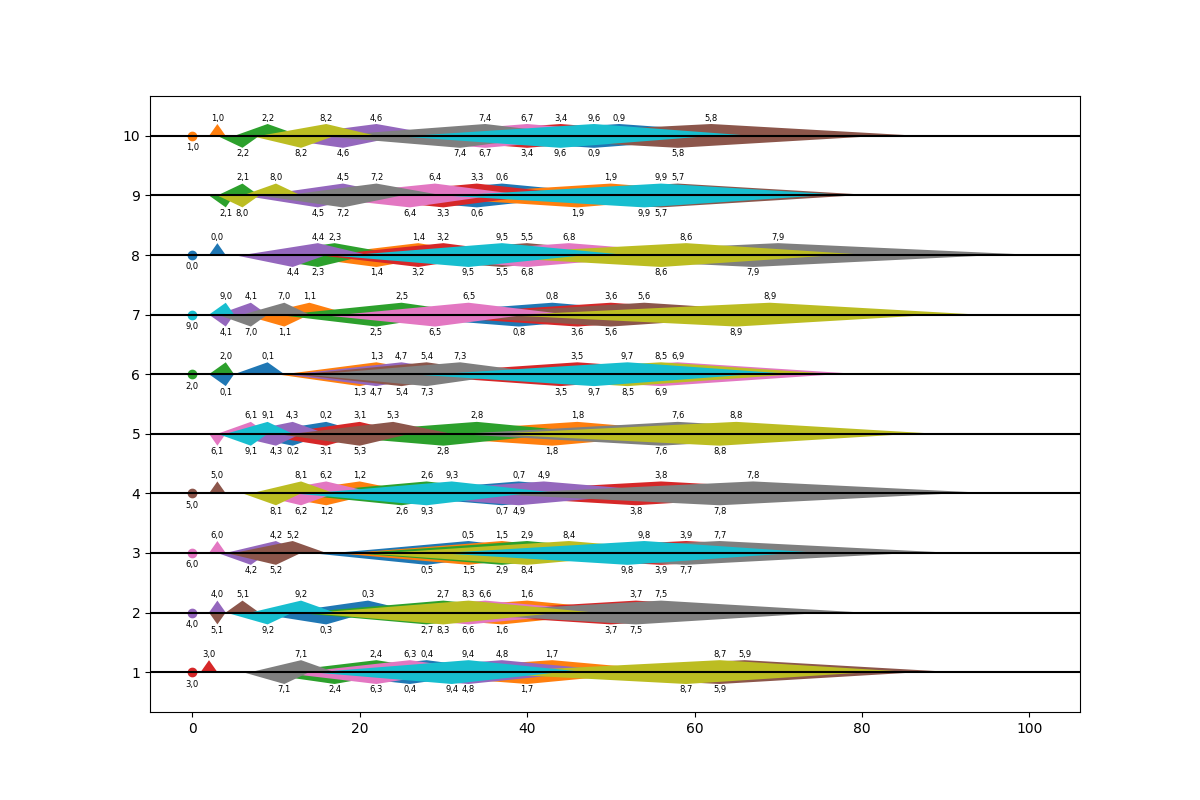 1,0 2,2 8,2 4,6 7,4 6,7 3,4 9,6 0,9 5,8
10
1,0 2,2 8,2 4,6 7,4 6,7 3,4 9,6 0,9 5,8
2,1 8,0 4,5 7,2 6,4 3,3 0,6 1,9 9,9 5,7
9
2,1 8,0 4,5 7,2 6,4 3,3 0,6 1,9 9,9 5,7
0,0 4,4 2,3 1,4 3,2 9,5 5,5 6,8 8,6 7,9
8
0,0 4,4 2,3 1,4 3,2 9,5 5,5 6,8 8,6 7,9
9,0 4,1 7,0 1,1 2,5 6,5 0,8 3,6 5,6 8,9
7
9,0 4,1 7,0 1,1 2,5 6,5 0,8 3,6 5,6 8,9
2,0 0,1 1,3 4,7 5,4 7,3 3,5 9,7 8,5 6,9
6
2,0 0,1 1,3 4,7 5,4 7,3 3,5 9,7 8,5 6,9
6,1 9,1 4,3 0,2 3,1 5,3 2,8 1,8 7,6 8,8
5
6,1 9,1 4,3 0,2 3,1 5,3 2,8 1,8 7,6 8,8
5,0 8,1 6,2 1,2 2,6 9,3 0,7 4,9 3,8 7,8
4
5,0 8,1 6,2 1,2 2,6 9,3 0,7 4,9 3,8 7,8
6,0 4,2 5,2 0,5 1,5 2,9 8,4 9,8 3,9 7,7
3
6,0 4,2 5,2 0,5 1,5 2,9 8,4 9,8 3,9 7,7
4,0 5,1 9,2 0,3 2,7 8,3 6,6 1,6 3,7 7,5
2
4,0 5,1 9,2 0,3 2,7 8,3 6,6 1,6 3,7 7,5
3,0 7,1 2,4 6,3 0,4 9,4 4,8 1,7 8,7 5,9
1
3,0 7,1 2,4 6,3 0,4 9,4 4,8 1,7 8,7 5,9
0 20 40 60 80 100